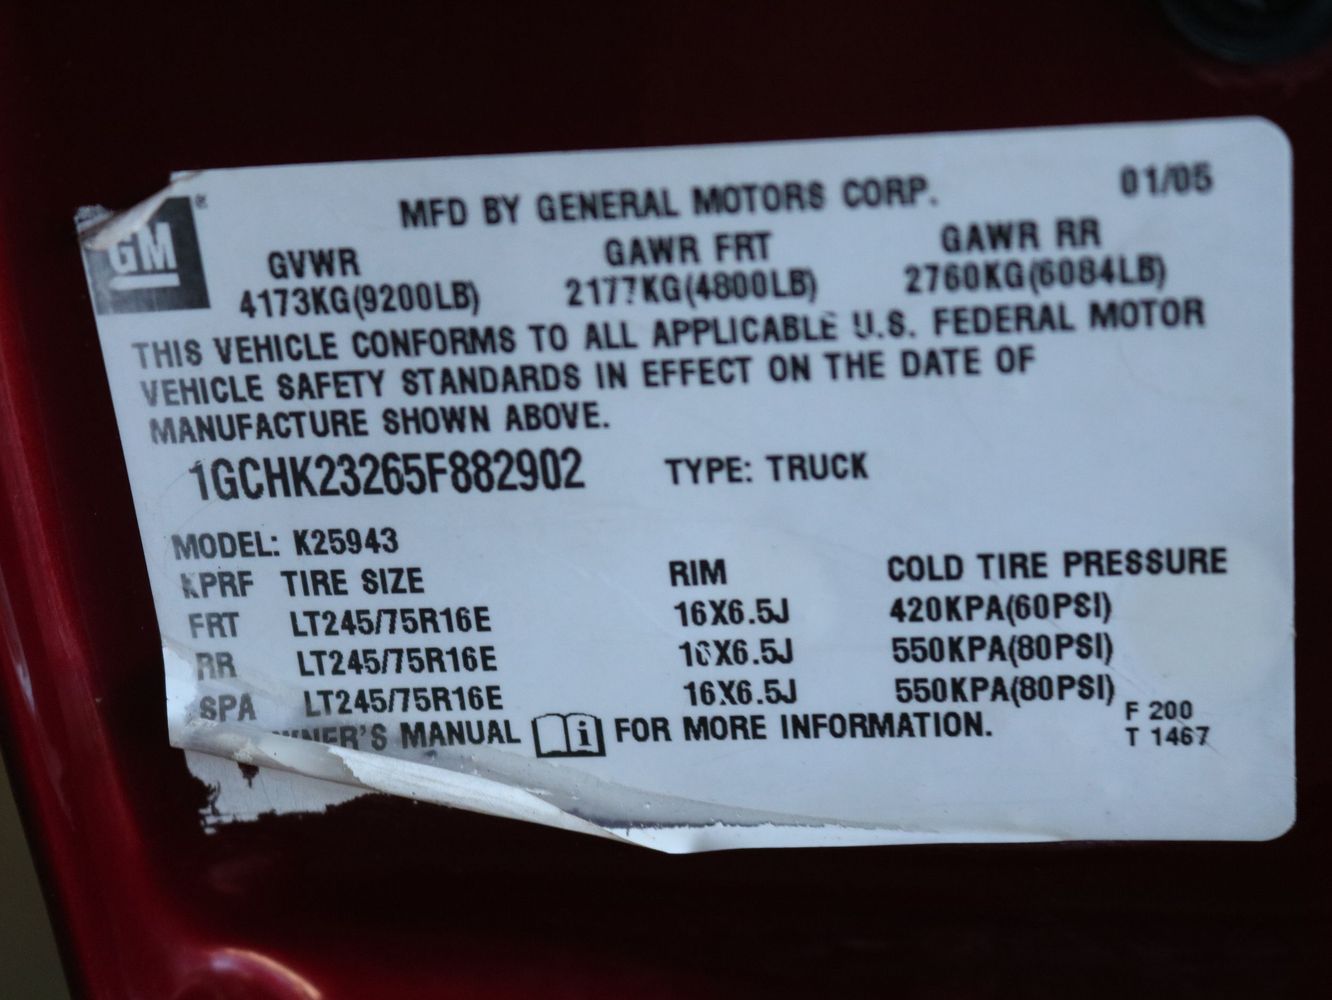 GM ®
MFD BY GENERAL MOTORS CORP. 01/05
GVWR GAWR FRT GAWR RR
4173KG(9200LB) 2177KG(4800LB) 2760KG(6084LB)
THIS VEHICLE CONFORMS TO ALL APPLICABLE U.S. FEDERAL MOTOR
VEHICLE SAFETY STANDARDS IN EFFECT ON THE DATE OF
MANUFACTURE SHOWN ABOVE.
1GCHK23265F882902 TYPE: TRUCK
MODEL: K25943
KPRF TIRE SIZE RIM COLD TIRE PRESSURE
FRT LT245/75R16E 16X6.5J 420KPA(60PSI)
RR LT245/75R16E 16X6.5J 550KPA(80PSI)
SPA LT245/75R16E 16X6.5J 550KPA(80PSI)
MANUAL FOR MORE INFORMATION.
F 200
T 1467